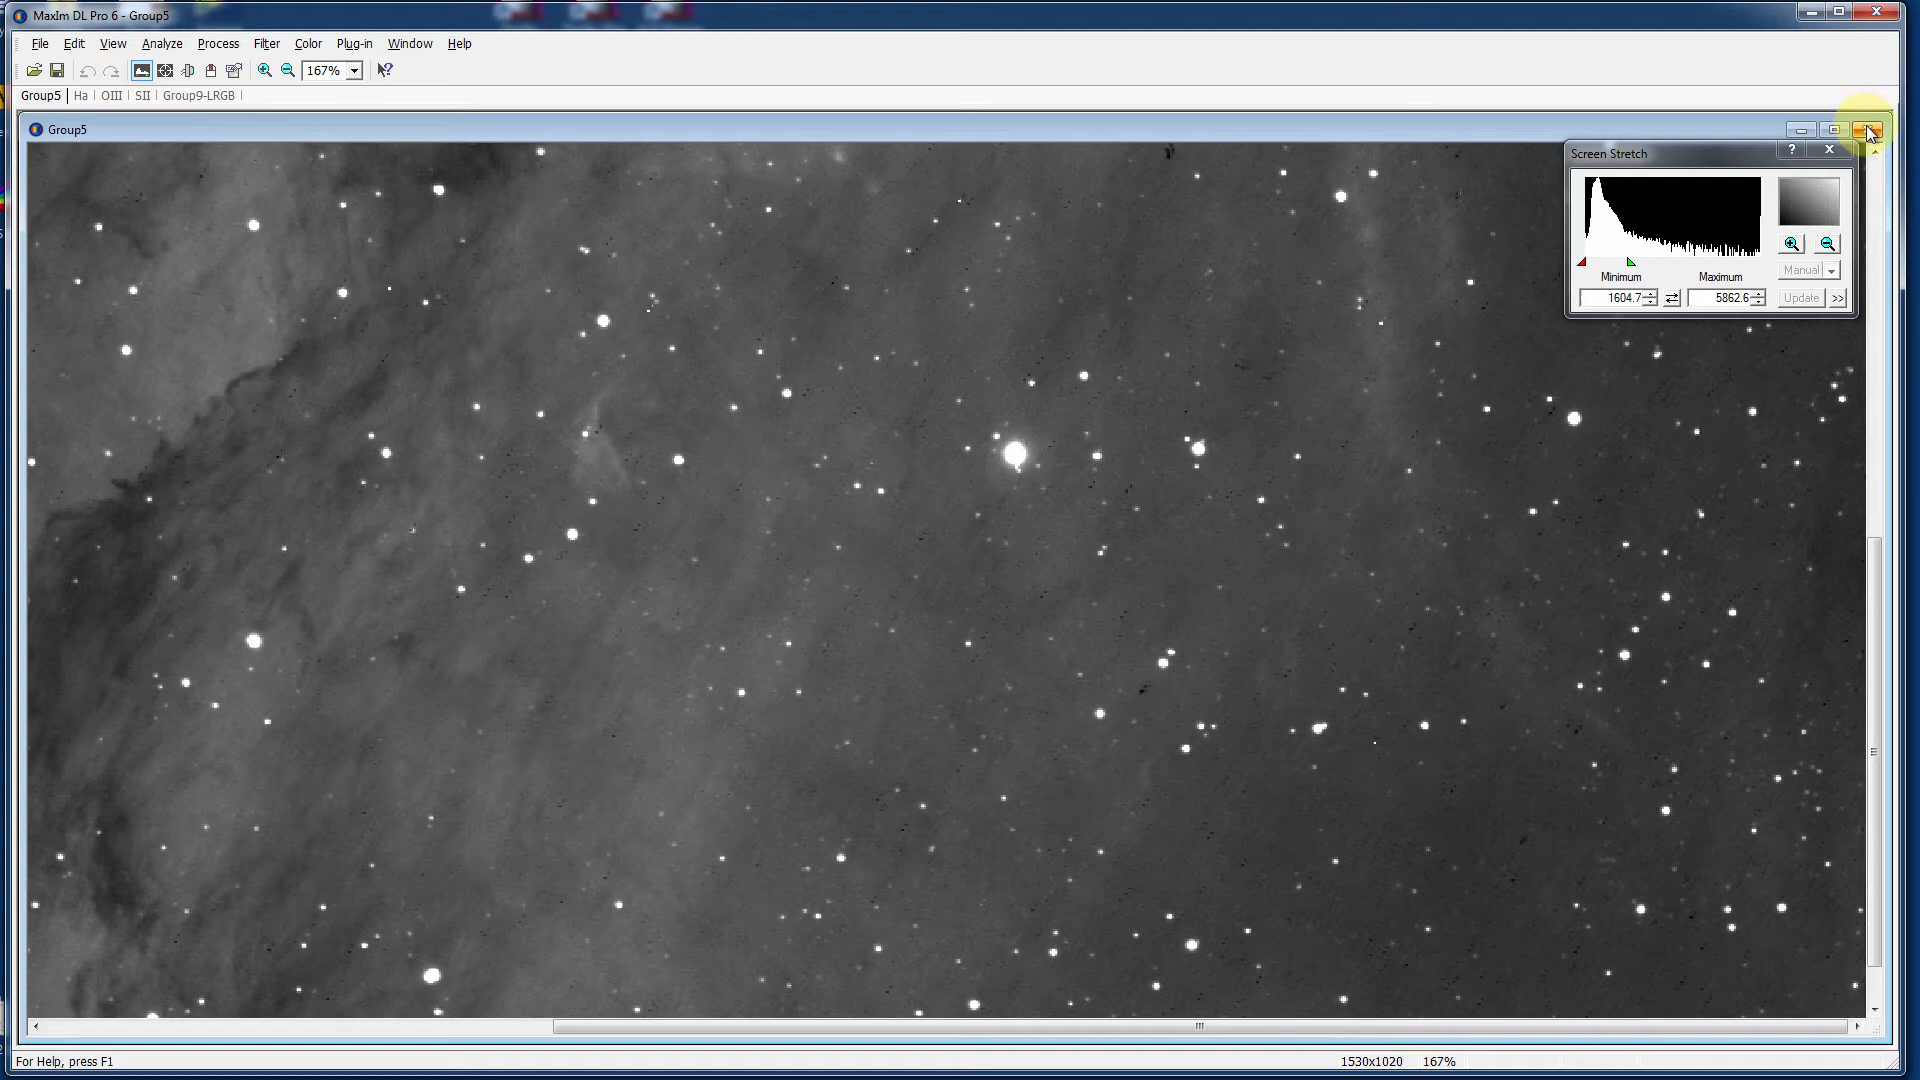 MaxIm DL Pro 6 - Group5
File Edit View Analyze Process Filter Color Plug-in Window Help
167%
Group5 Ha OIII SII Group9-LRGB
Group5
Screen Stretch
Minimum Maximum Manual
1604.7 5862.6 Update >>
For Help, press F1 1530x1020 167%